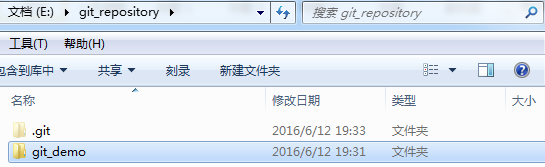 文档 (E:) ▸ git_repository ▸ 搜索 git_repository
工具(T) 帮助(H)
包含到库中 共享 刻录 新建文件夹
名称 修改日期 类型 大小
.git 2016/6/12 19:33 文件夹
git_demo 2016/6/12 19:31 文件夹